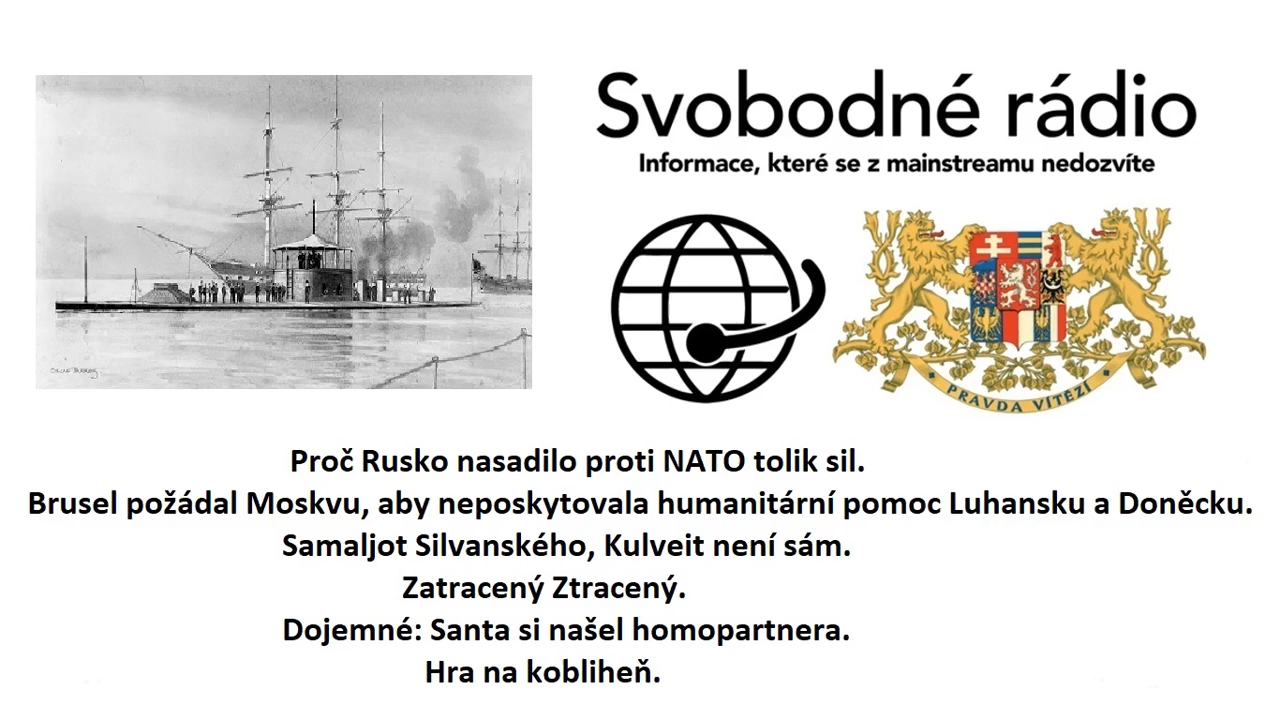 Svobodné rádio
Informace, které se z mainstreamu nedozvíte
PRAVDA VÍTĚZÍ
Proč Rusko nasadilo proti NATO tolik sil.
Brusel požádal Moskvu, aby neposkytovala humanitární pomoc Luhansku a Doněcku.
Samaljot Silvanského, Kulveit není sám.
Zatracený Ztracený.
Dojemné: Santa si našel homopartnera.
Hra na kobliheň.